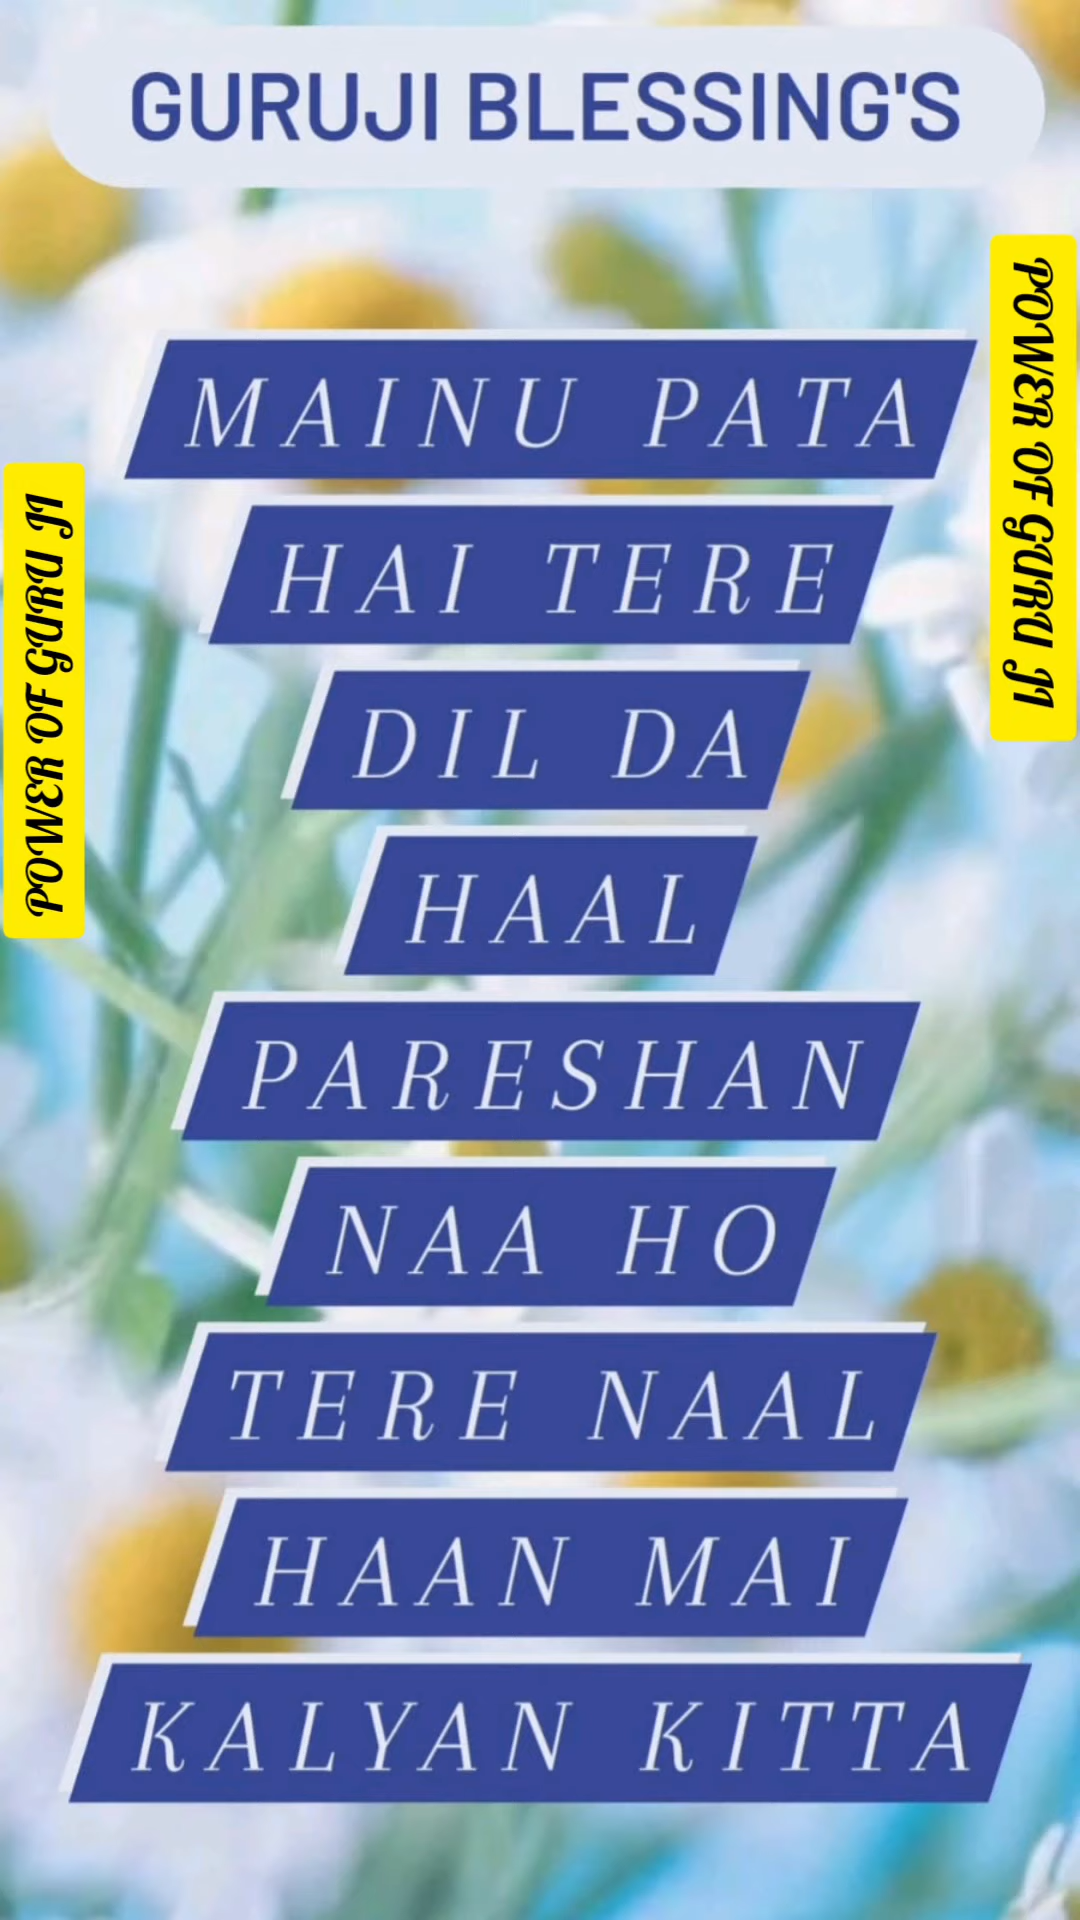 GURUJI BLESSING'S
POWER OF GURU JI
MAINU PATA
HAI TERE
POWER OF GURU JI
DIL DA
HAAL
PARESHAN
NAA HO
TERE NAAL
HAAN MAI
KALYAN KITTA